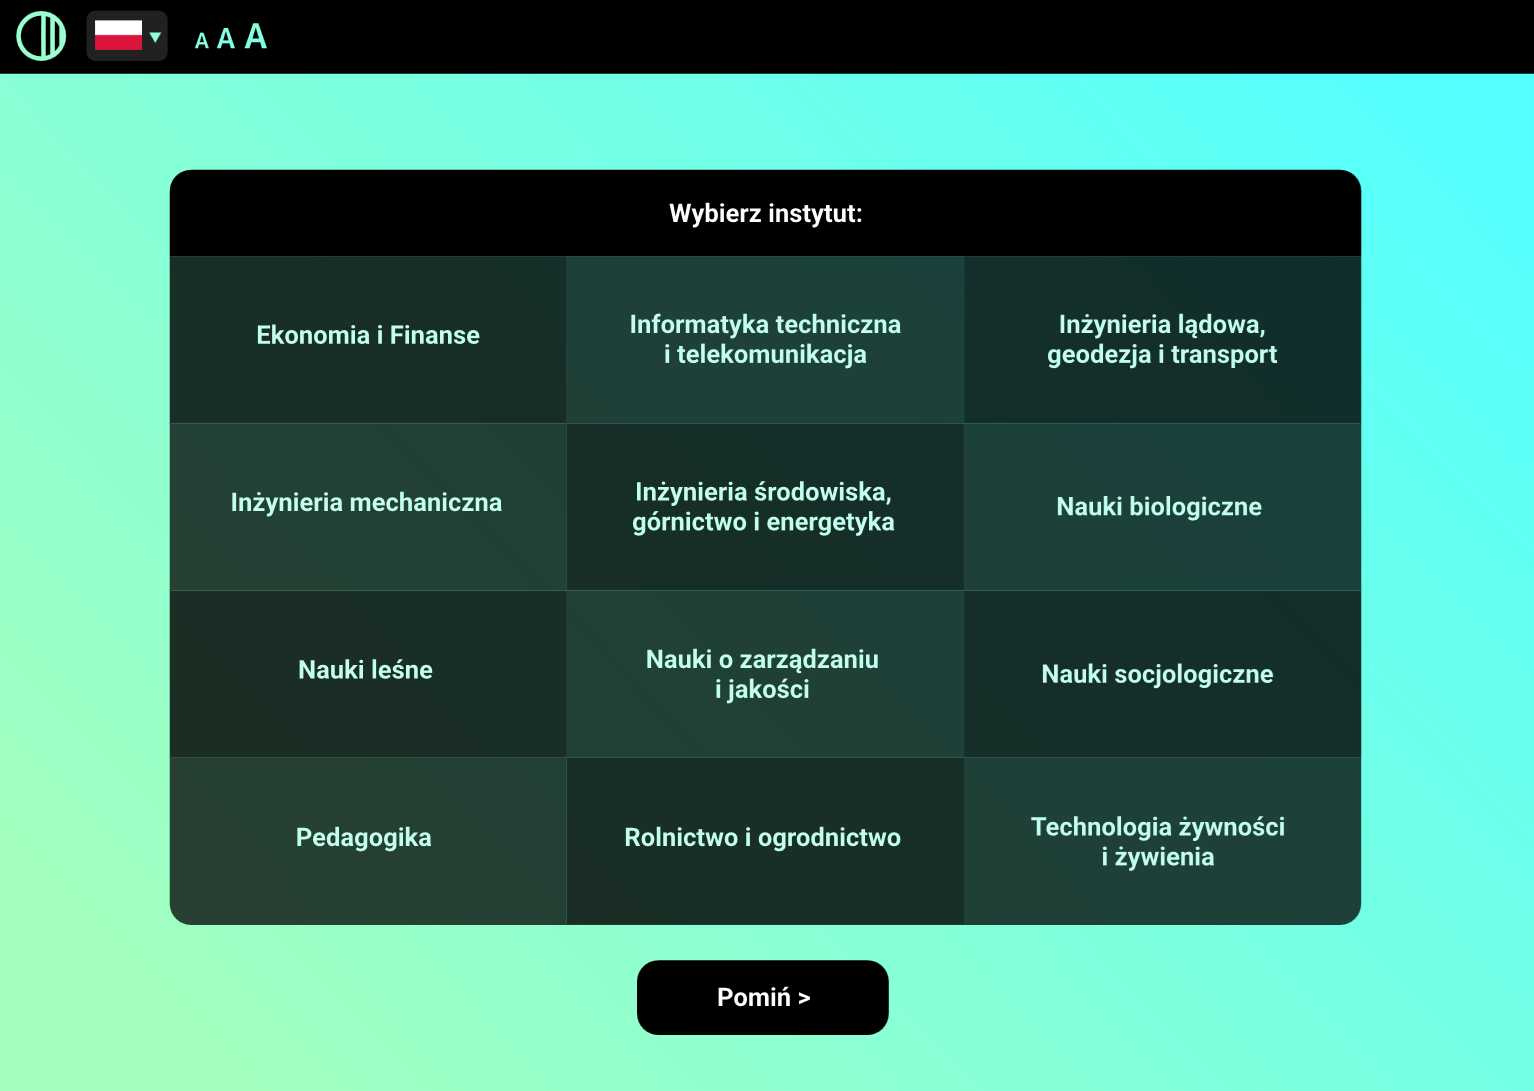 A A A
Wybierz instytut:
Ekonomia i Finanse
Informatyka techniczna
i telekomunikacja
Inżynieria lądowa,
geodezja i transport
Inżynieria mechaniczna
Inżynieria środowiska,
górnictwo i energetyka
Nauki biologiczne
Nauki leśne
Nauki o zarządzaniu
i jakości
Nauki socjologiczne
Pedagogika
Rolnictwo i ogrodnictwo
Technologia żywności
i żywienia
Pomiń >